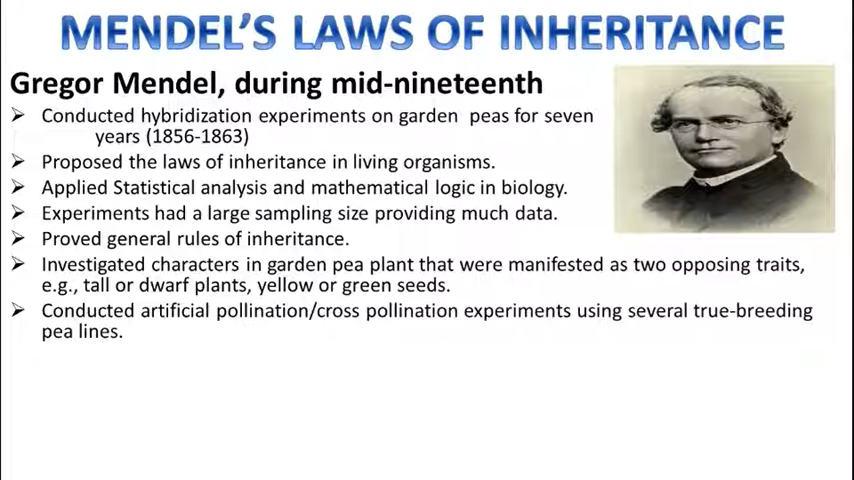 MENDEL'S LAWS OF INHERITANCE
Gregor Mendel, during mid-nineteenth
➢ Conducted hybridization experiments on garden peas for seven
years (1856-1863)
➢ Proposed the laws of inheritance in living organisms.
➢ Applied Statistical analysis and mathematical logic in biology.
➢ Experiments had a large sampling size providing much data.
➢ Proved general rules of inheritance.
➢ Investigated characters in garden pea plant that were manifested as two opposing traits,
e.g., tall or dwarf plants, yellow or green seeds.
➢ Conducted artificial pollination/cross pollination experiments using several true-breeding
pea lines.